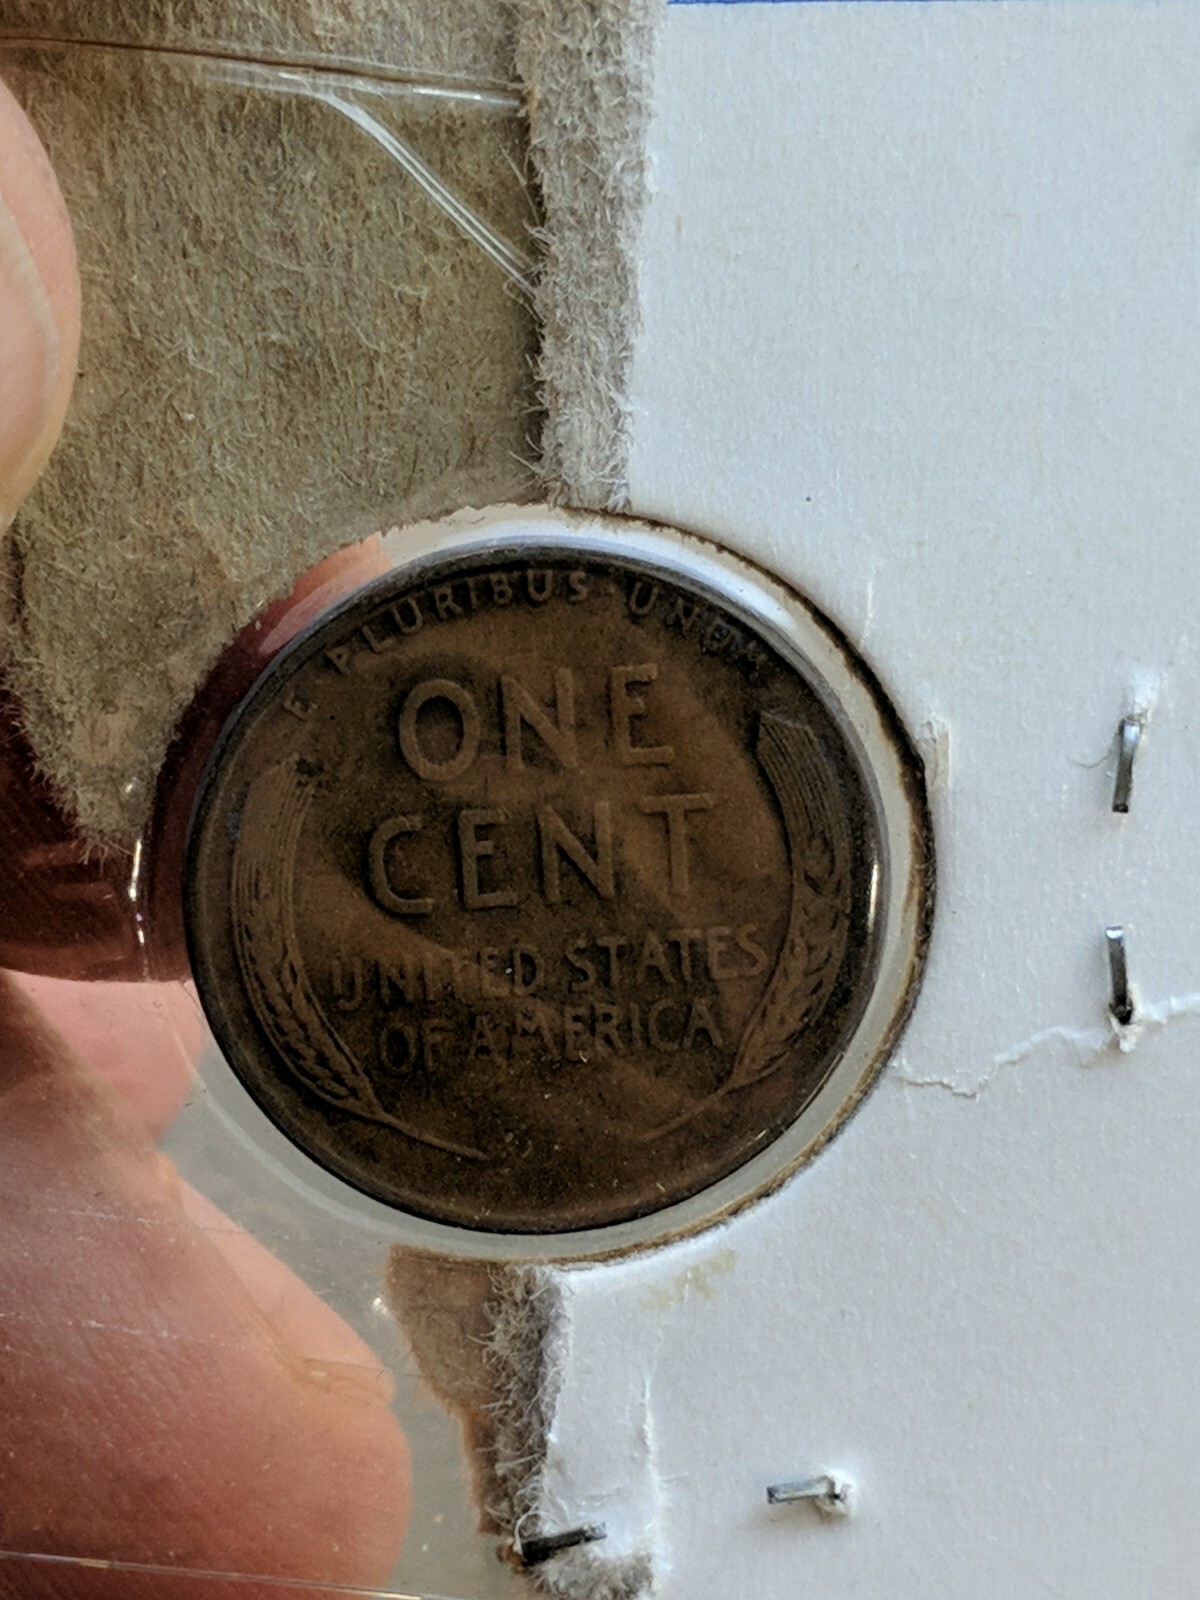 E PLURIBUS · UNUM
ONE
CENT
UNITED STATES
OF AMERICA